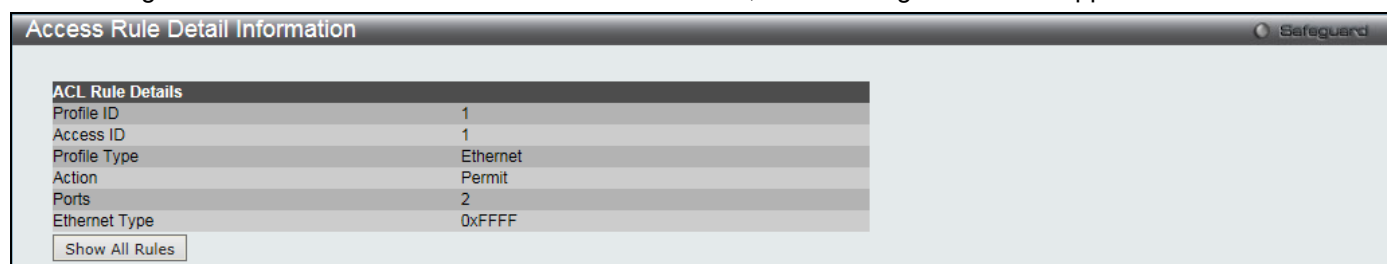 Access Rule Detail Information
Safeguard
ACL Rule Details
Profile ID 1
Access ID 1
Profile Type Ethernet
Action Permit
Ports 2
Ethernet Type 0xFFFF
Show All Rules